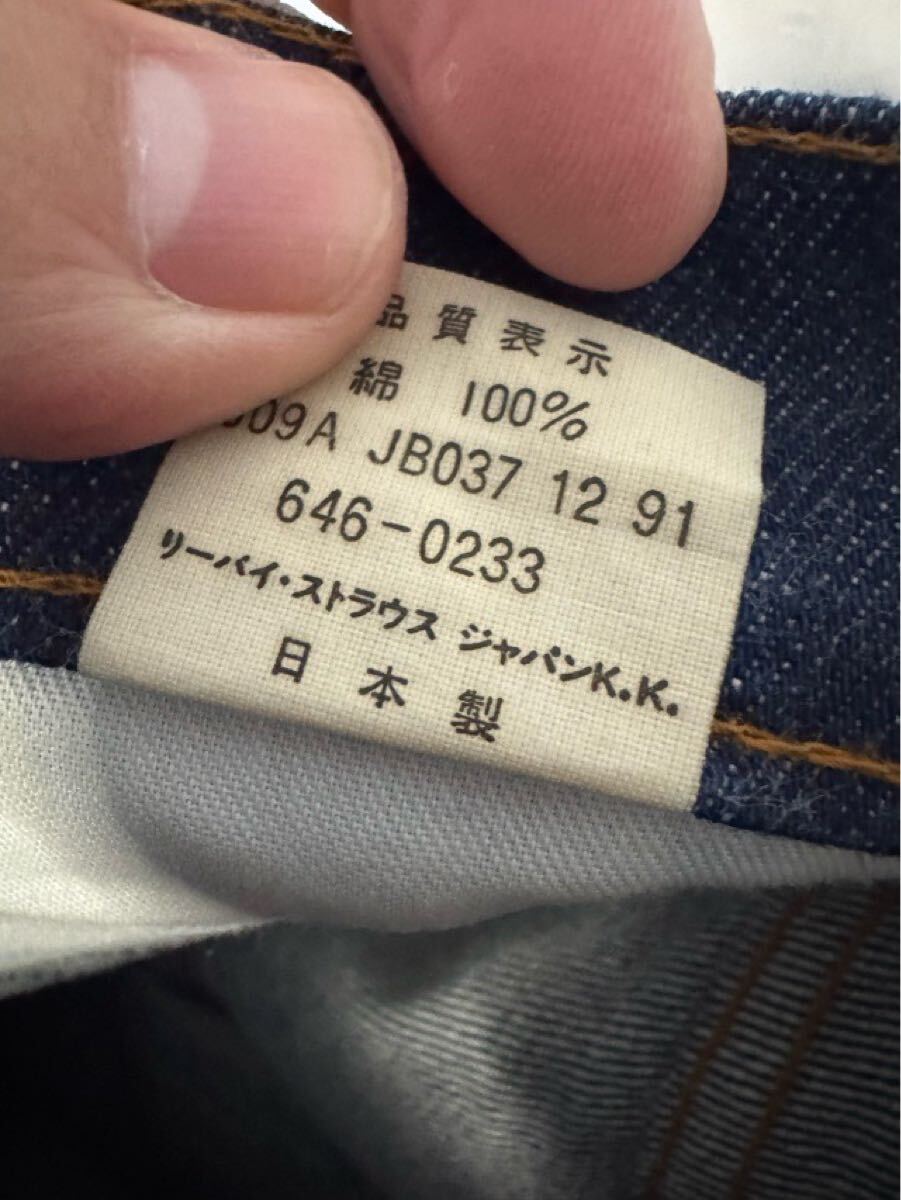 品質表示
綿 100%
JB037 12 91
646-0233
リーバイ・ストラウス ジャパンK.K.
日本製